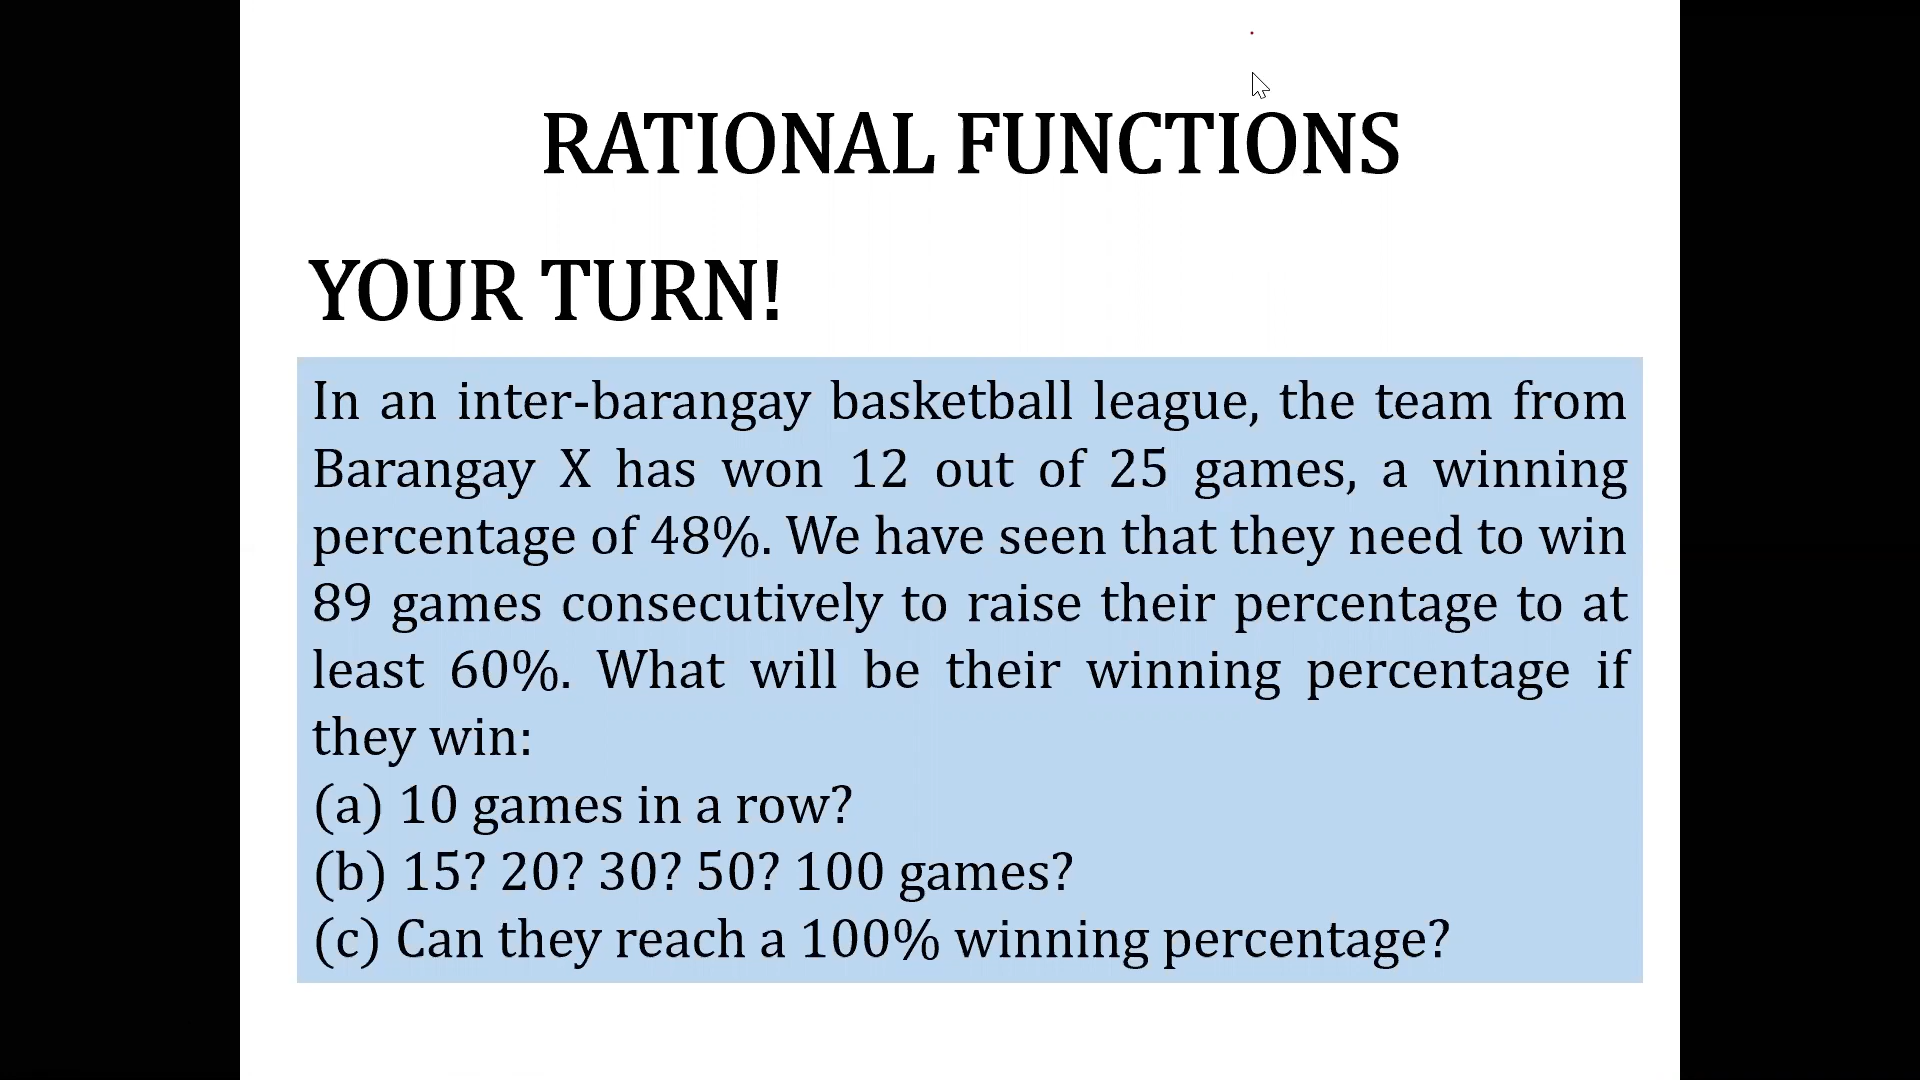 RATIONAL FUNCTIONS
YOUR TURN!
In an inter-barangay basketball league, the team from
Barangay X has won 12 out of 25 games, a winning
percentage of 48%. We have seen that they need to win
89 games consecutively to raise their percentage to at
least 60%. What will be their winning percentage if
they win:
(a) 10 games in a row?
(b) 15? 20? 30? 50? 100 games?
(c) Can they reach a 100% winning percentage?